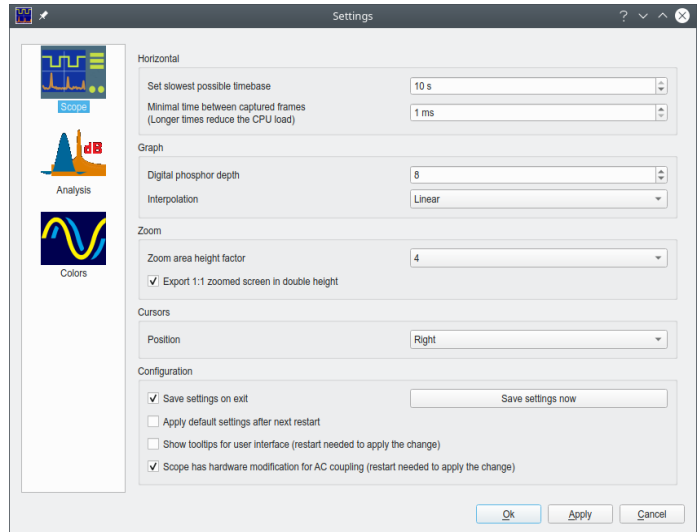 Settings
?
Scope
dB
Analysis
Colors
Horizontal
Set slowest possible timebase
10 s
Minimal time between captured frames
(Longer times reduce the CPU load)
1 ms
Graph
Digital phosphor depth
8
Interpolation
Linear
Zoom
Zoom area height factor
4
Export 1:1 zoomed screen in double height
Cursors
Position
Right
Configuration
Save settings on exit
Save settings now
Apply default settings after next restart
Show tooltips for user interface (restart needed to apply the change)
Scope has hardware modification for AC coupling (restart needed to apply the change)
Ok
Apply
Cancel